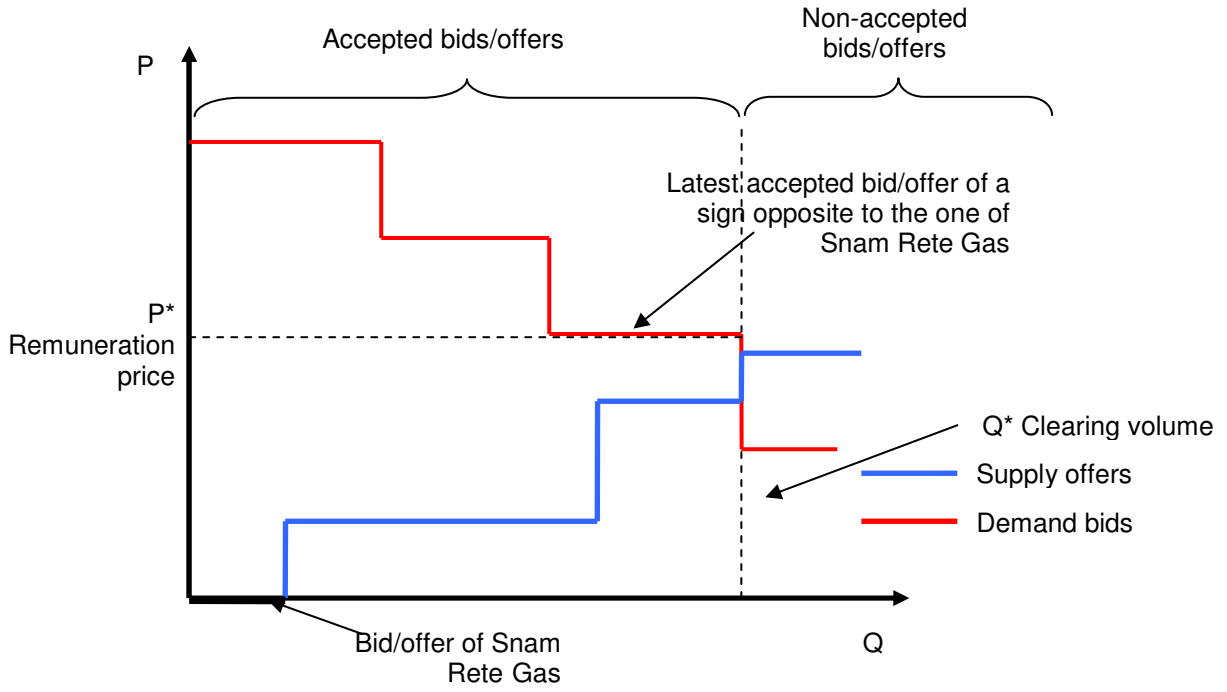 Accepted bids/offers
Non-accepted
bids/offers
P
Latest accepted bid/offer of a
sign opposite to the one of
Snam Rete Gas
P*
Remuneration
price
Q* Clearing volume
Supply offers
Demand bids
Bid/offer of Snam
Rete Gas
Q